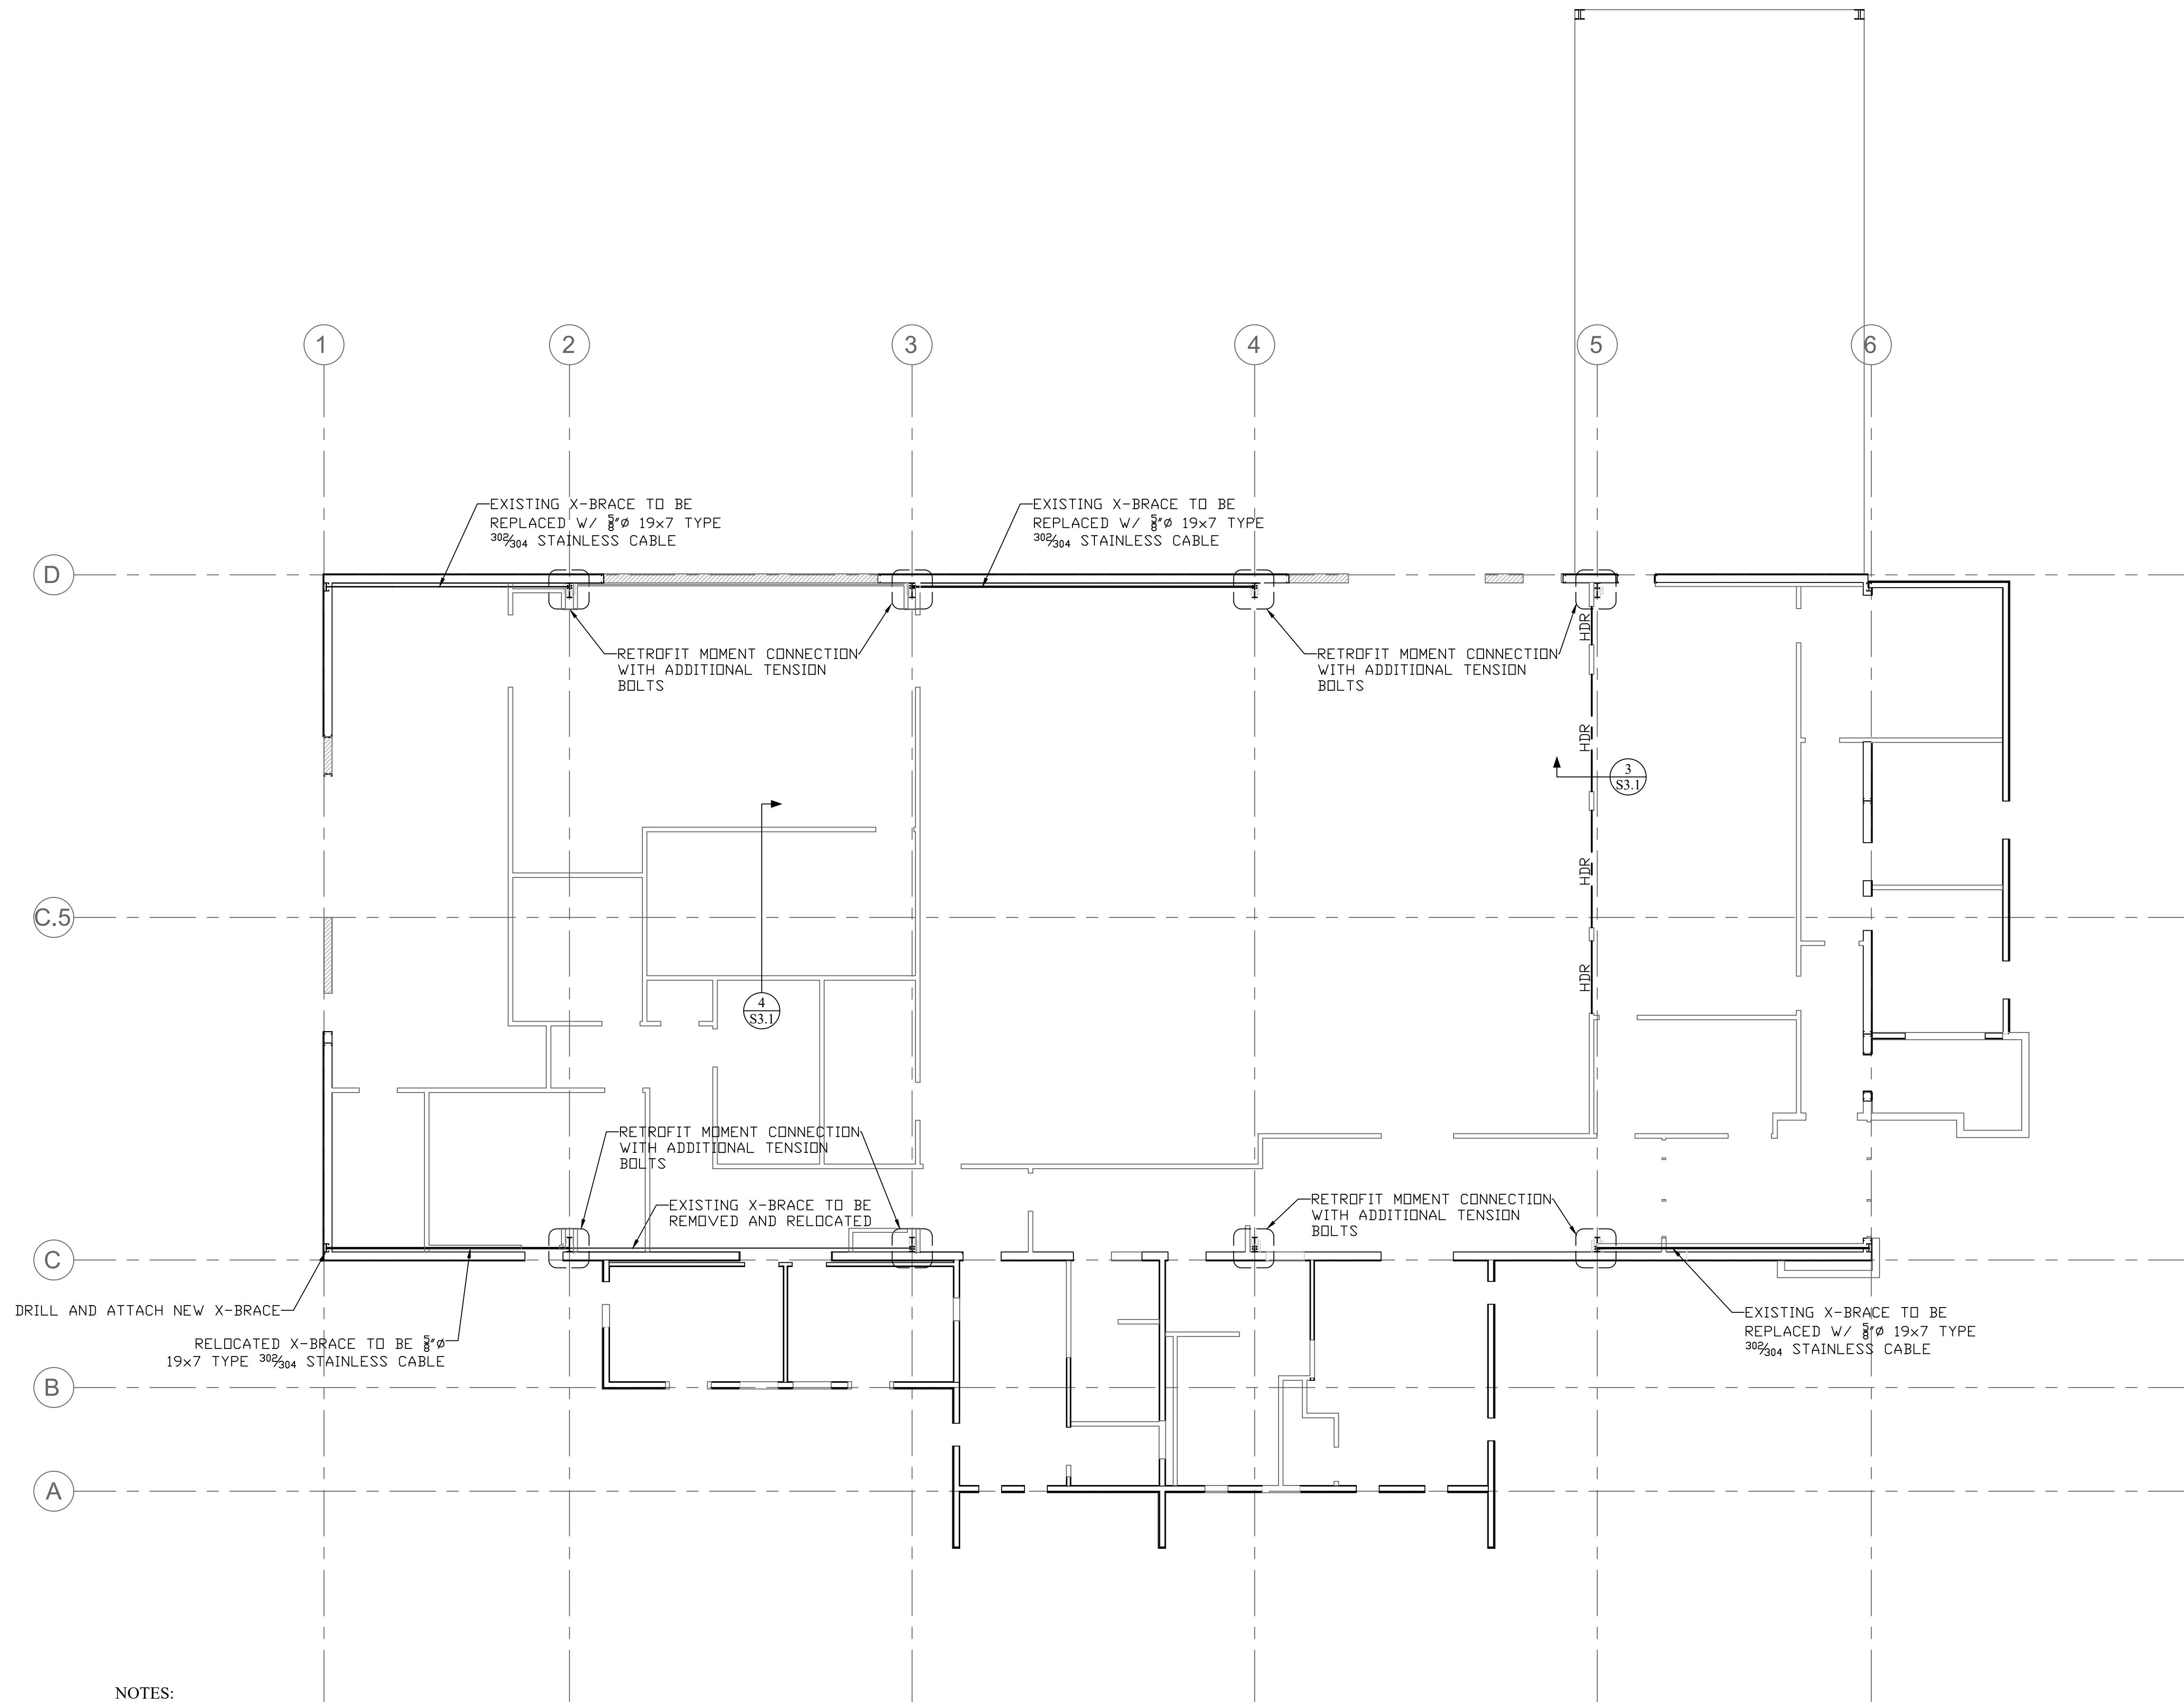 1
2
3
4
5
6
EXISTING X-BRACE TO BE
REPLACED W/ 5/8"Ø 19x7 TYPE
302/304 STAINLESS CABLE
EXISTING X-BRACE TO BE
REPLACED W/ 5/8"Ø 19x7 TYPE
302/304 STAINLESS CABLE
D
RETROFIT MOMENT CONNECTION
WITH ADDITIONAL TENSION
BOLTS
RETROFIT MOMENT CONNECTION
WITH ADDITIONAL TENSION
BOLTS
HDR
HDR
3
S3.1
HDR
C.5
HDR
4
S3.1
RETROFIT MOMENT CONNECTION
WITH ADDITIONAL TENSION
BOLTS
EXISTING X-BRACE TO BE
REMOVED AND RELOCATED
RETROFIT MOMENT CONNECTION
WITH ADDITIONAL TENSION
BOLTS
C
DRILL AND ATTACH NEW X-BRACE
RELOCATED X-BRACE TO BE 5/8"Ø
19x7 TYPE 302/304 STAINLESS CABLE
EXISTING X-BRACE TO BE
REPLACED W/ 5/8"Ø 19x7 TYPE
302/304 STAINLESS CABLE
B
A
NOTES: